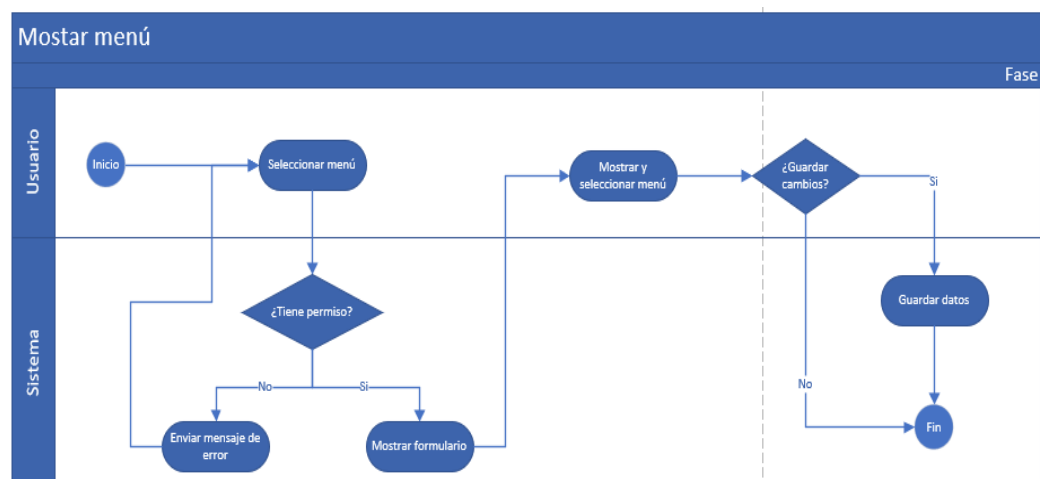 Mostar menú
Fase
Usuario
Inicio
Seleccionar menú
Mostrar y
seleccionar menú
¿Guardar
cambios?
Si
Sistema
¿Tiene permiso?
No
Si
Enviar mensaje de
error
Mostrar formulario
Guardar datos
No
Fin